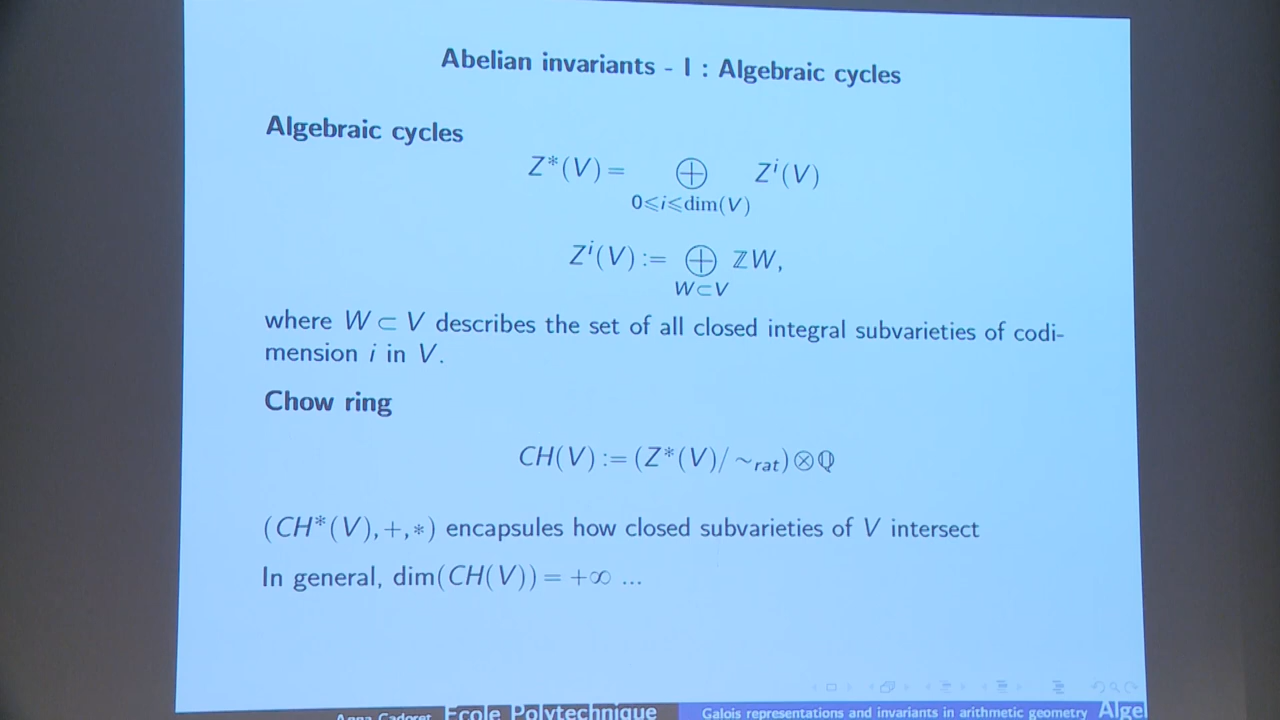 Abelian invariants - I : Algebraic cycles
Algebraic cycles
Z*(V) = ⊕ Zⁱ(V)
0⩽i⩽dim(V)
Zⁱ(V) := ⊕ ℤW,
W⊂V
where W ⊂ V describes the set of all closed integral subvarieties of codi-
mension i in V.
Chow ring
CH(V) := (Z*(V)/ ∼rat)⊗ℚ
(CH*(V),+,*) encapsules how closed subvarieties of V intersect
In general, dim(CH(V)) = +∞ ...
Anna Cadoret Ecole Polytechnique Galois representations and invariants in arithmetic geometry Alge